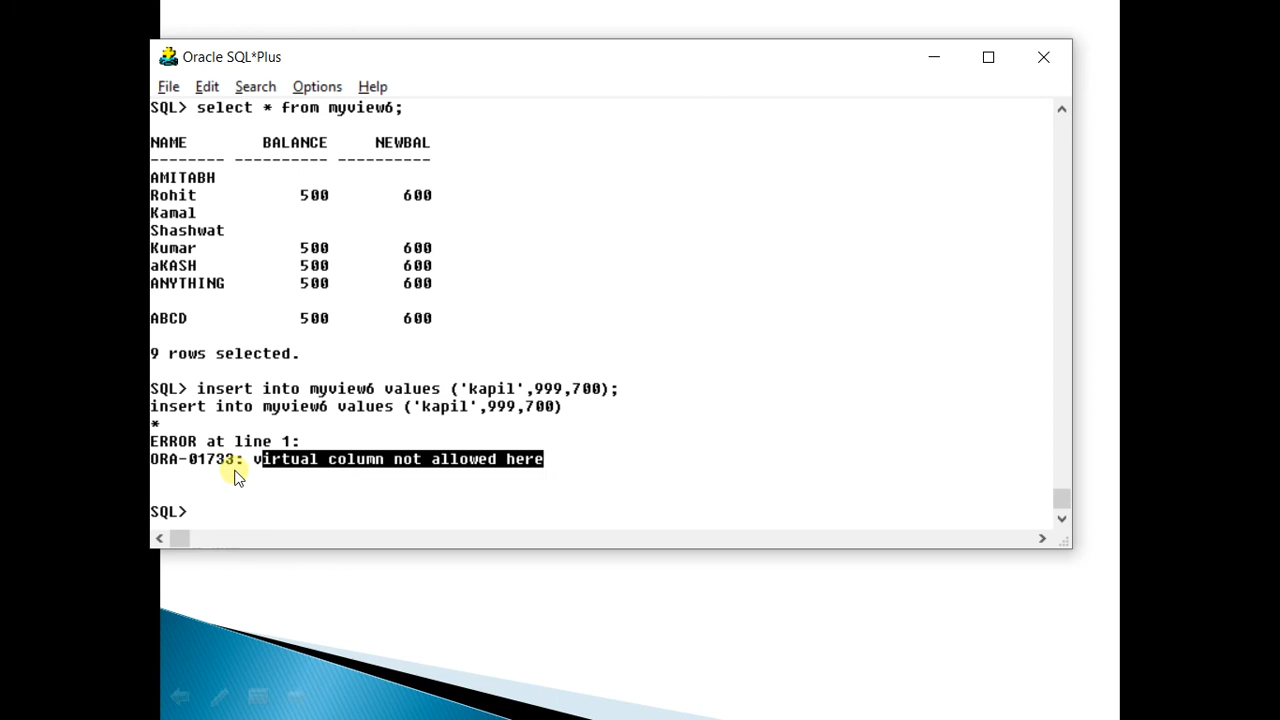 Oracle SQL*Plus
File Edit Search Options Help
SQL> select * from myview6;
NAME BALANCE NEWBAL
-------- ---------- ----------
AMITABH
Rohit 500 600
Kamal
Shashwat
Kumar 500 600
aKASH 500 600
ANYTHING 500 600
ABCD 500 600
9 rows selected.
SQL> insert into myview6 values ('kapil',999,700);
insert into myview6 values ('kapil',999,700)
*
ERROR at line 1:
ORA-01733: virtual column not allowed here
SQL>